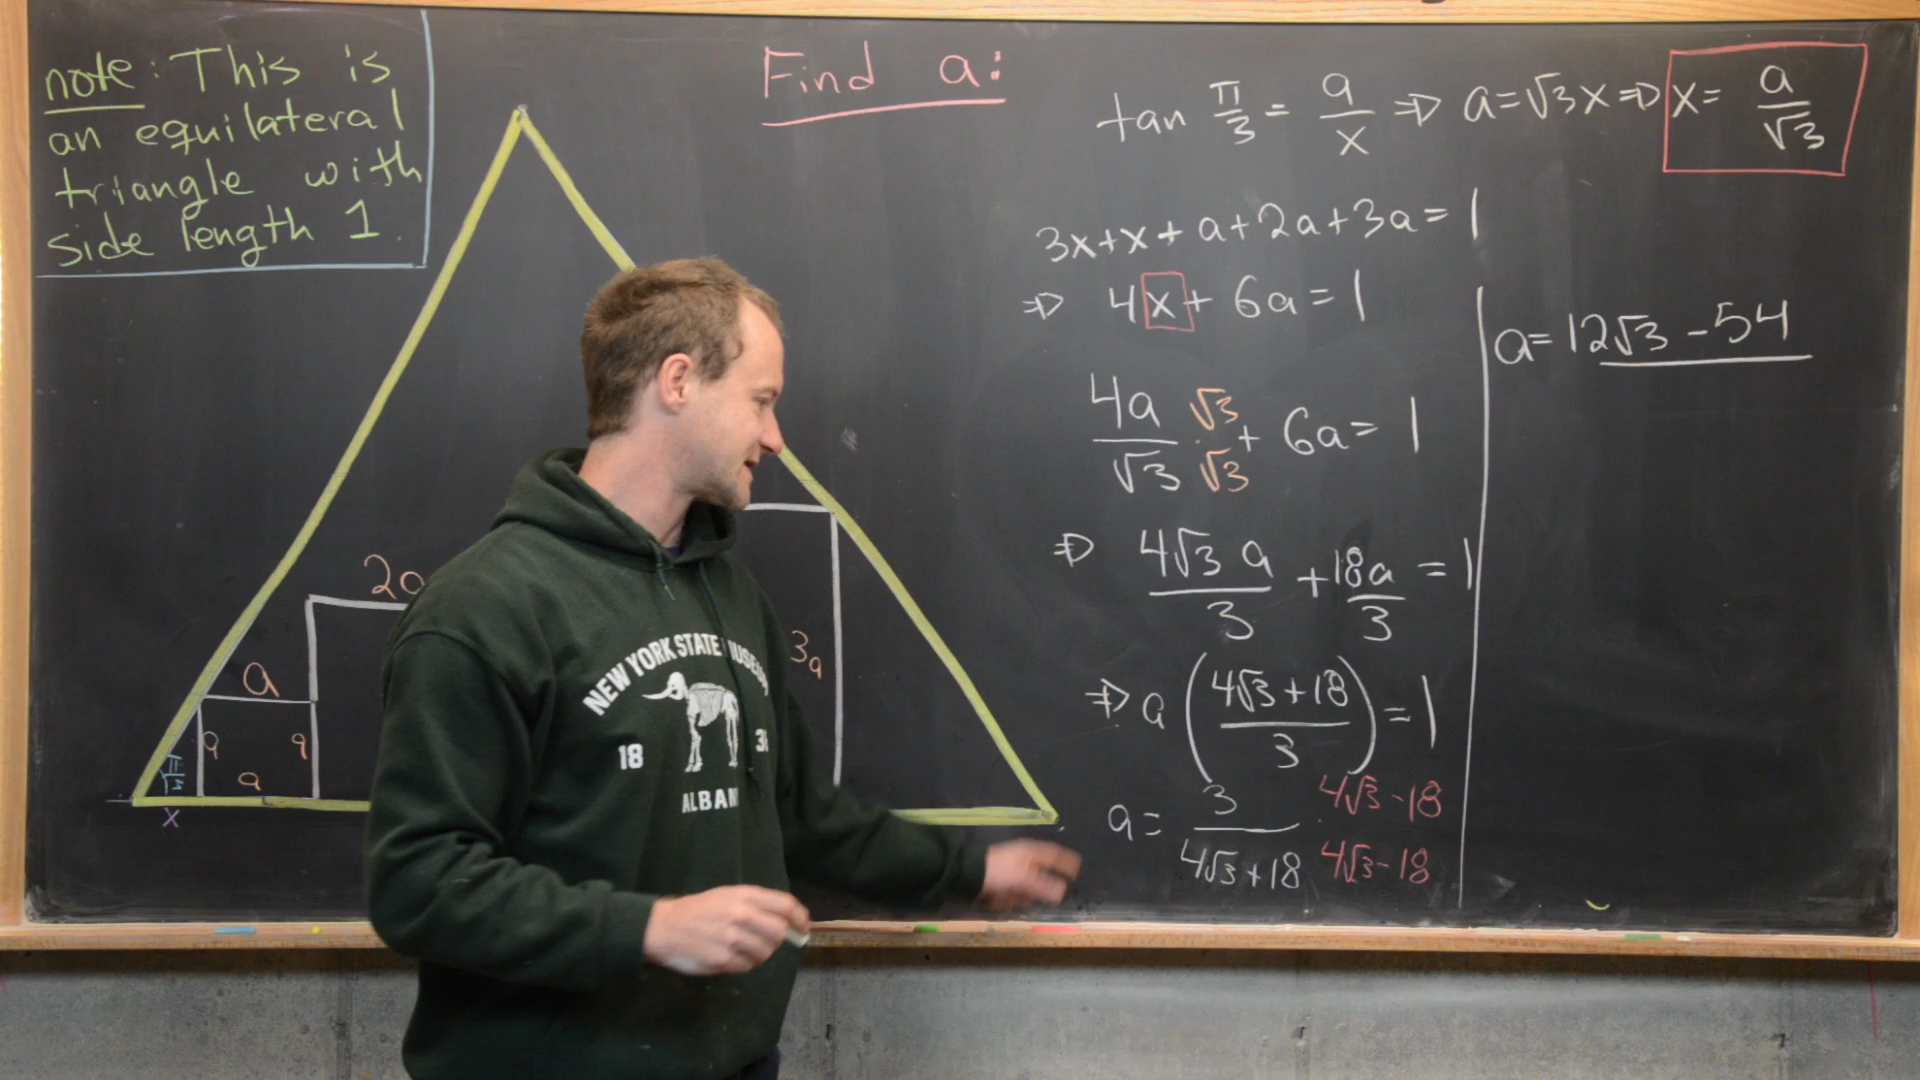 note: This is
an equilateral
triangle with
side length 1.
Find a:
tan π/3 = a/x ⇒ a=√3x ⇒ x= a/√3
3x+x+a+2a+3a=1
⇒ 4x+6a=1
4a/√3 · √3/√3 + 6a=1
⇒ 4√3 a/3 + 18a/3 = 1
⇒ a(4√3+18/3)=1
a= 3/4√3+18 · 4√3-18/4√3-18
a= 12√3-54
2a
a
a
a
a
π/3
x
3a
NEW YORK STATE
18
ALBAN